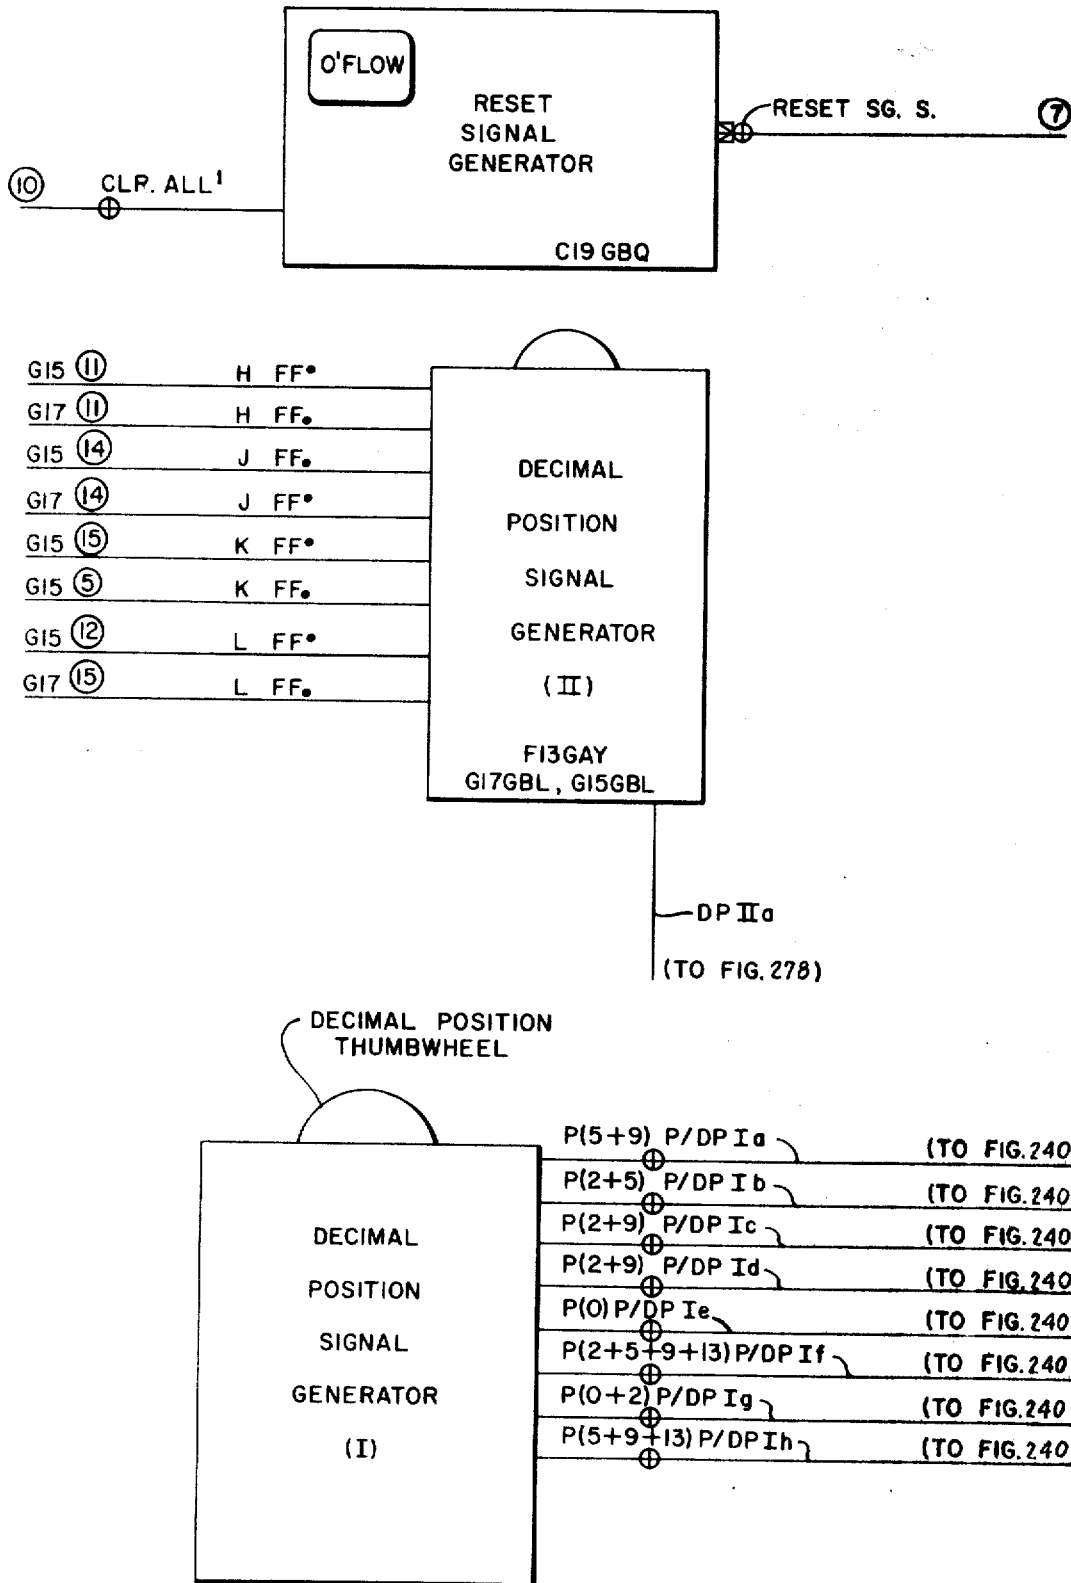 O'FLOW
RESET
SIGNAL
GENERATOR
C19 GBQ
RESET SG. S. 7
10 CLR. ALL¹
G15 11 H FF•
G17 11 H FF.
G15 14 J FF.
G17 14 J FF•
G15 15 K FF•
G15 5 K FF.
G15 12 L FF•
G17 15 L FF.
DECIMAL
POSITION
SIGNAL
GENERATOR
(II)
F13GAY
G17GBL, G15GBL
DP IIa
(TO FIG. 278)
DECIMAL POSITION
THUMBWHEEL
DECIMAL
POSITION
SIGNAL
GENERATOR
(I)
P(5+9) P/DP Ia (TO FIG. 240
P(2+5) P/DP Ib (TO FIG. 240
P(2+9) P/DP Ic (TO FIG. 240
P(2+9) P/DP Id (TO FIG. 240
P(0) P/DP Ie (TO FIG. 240
P(2+5+9+13) P/DP If (TO FIG. 240
P(0+2) P/DP Ig (TO FIG. 240
P(5+9+13) P/DP Ih (TO FIG. 240